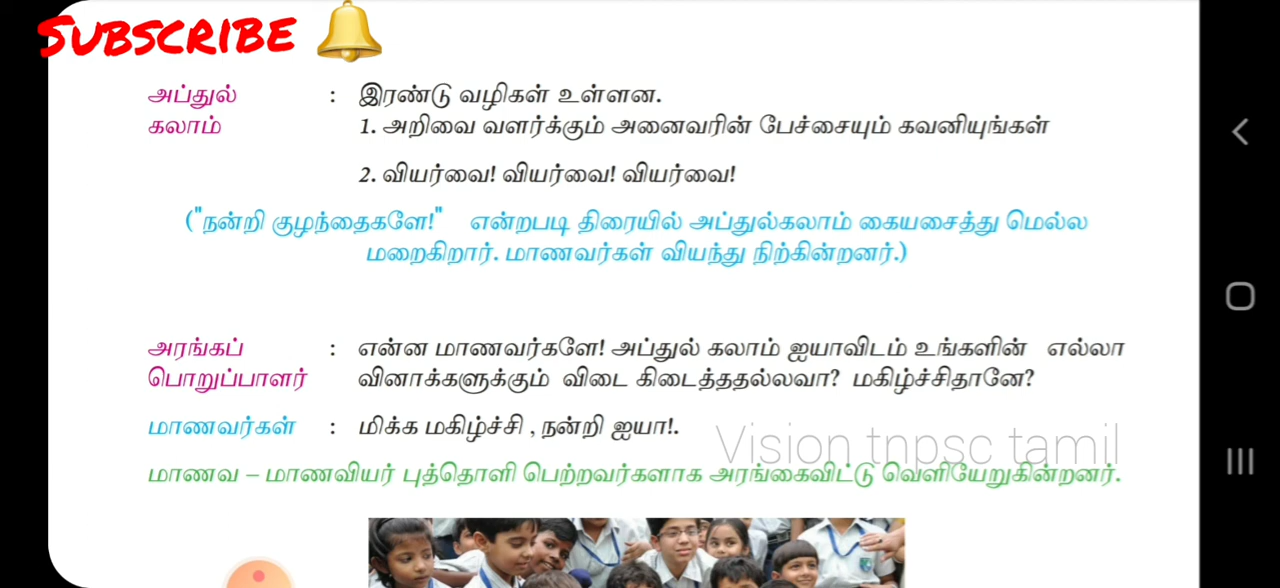 SUBSCRIBE
அப்துல் : இரண்டு வழிகள் உள்ளன.
கலாம் 1. அறிவை வளர்க்கும் அனைவரின் பேச்சையும் கவனியுங்கள்
2. வியர்வை! வியர்வை! வியர்வை!
("நன்றி குழந்தைகளே!" என்றபடி திரையில் அப்துல்கலாம் கையசைத்து மெல்ல
மறைகிறார். மாணவர்கள் வியந்து நிற்கின்றனர்.)
அரங்கப் : என்ன மாணவர்களே! அப்துல் கலாம் ஐயாவிடம் உங்களின் எல்லா
பொறுப்பாளர் வினாக்களுக்கும் விடை கிடைத்ததல்லவா? மகிழ்ச்சிதானே?
மாணவர்கள் : மிக்க மகிழ்ச்சி , நன்றி ஐயா!.
Vision tnpsc tamil
மாணவ – மாணவியர் புத்தொளி பெற்றவர்களாக அரங்கைவிட்டு வெளியேறுகின்றனர்.